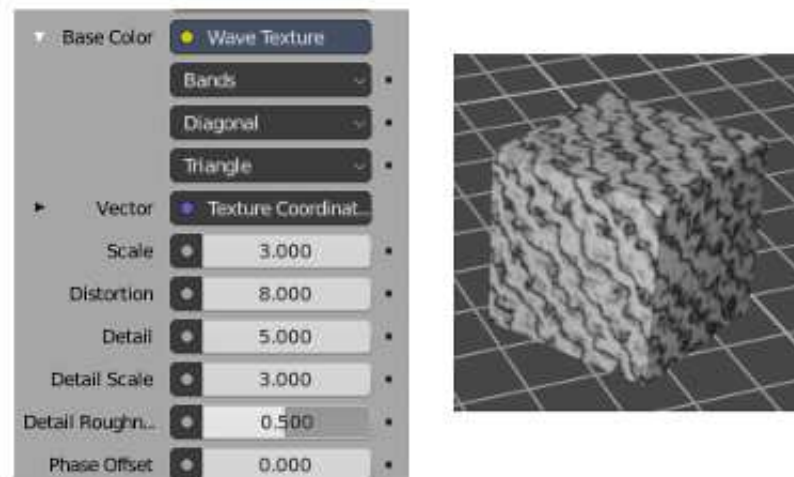 Base Color Wave Texture
Bands
Diagonal
Triangle
Vector Texture Coordinat...
Scale 3.000
Distortion 8.000
Detail 5.000
Detail Scale 3.000
Detail Roughn... 0.500
Phase Offset 0.000